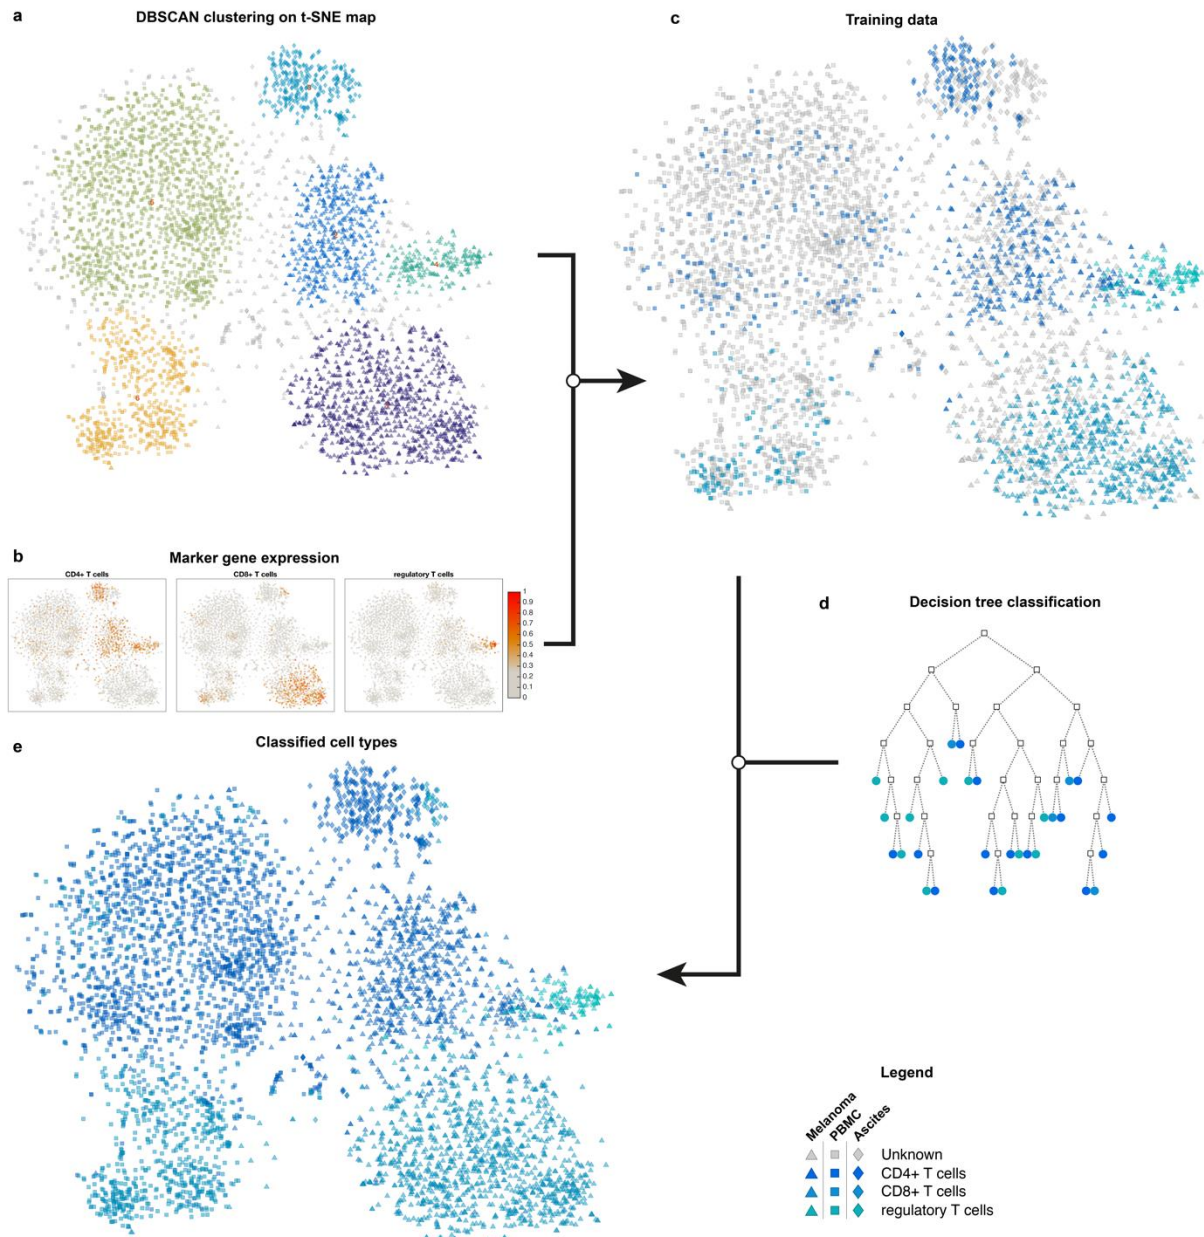 a
DBSCAN clustering on t-SNE map
c
Training data
b
Marker gene expression
CD4+ T cells
CD8+ T cells
regulatory T cells
1
0.9
0.8
0.7
0.6
0.5
0.4
0.3
0.2
0.1
0
d
Decision tree classification
e
Classified cell types
Legend
Melanoma
PBMC
Ascites
Unknown
CD4+ T cells
CD8+ T cells
regulatory T cells